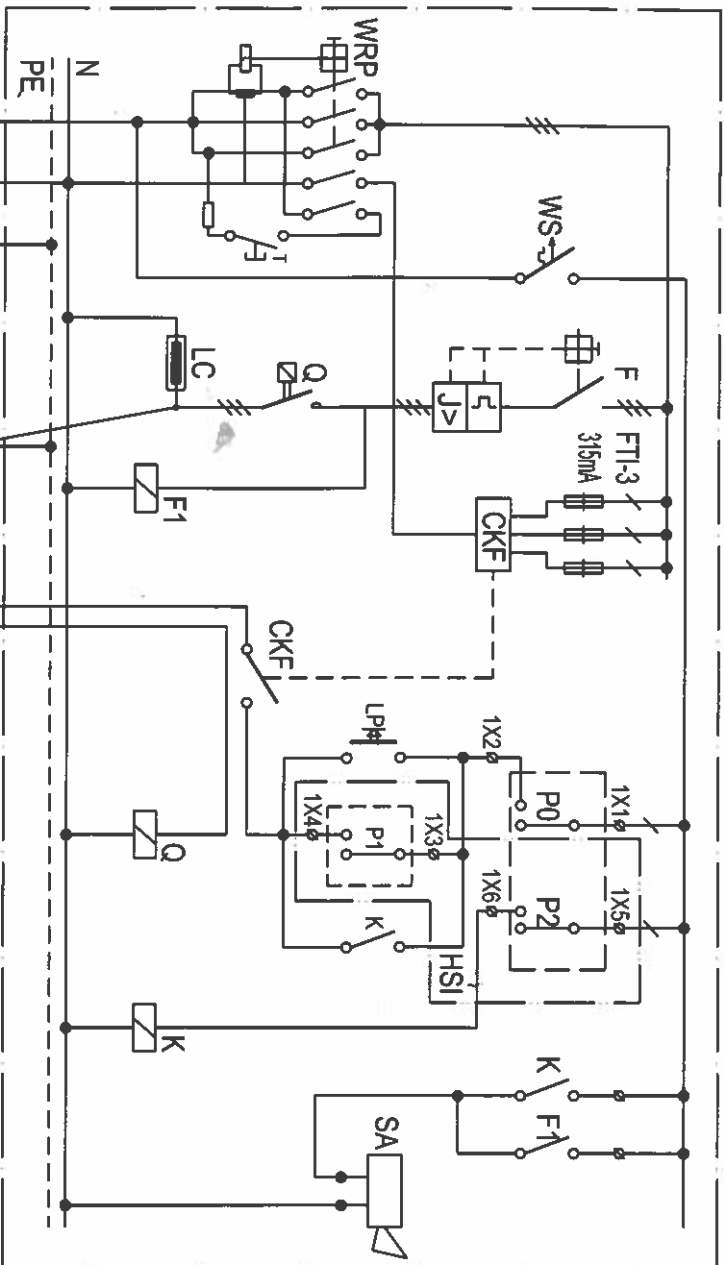 WRP
N
PE
T
WS
F
FTI-3
315mA
Q
LC
F1
J>
CKF
CKF
LP
1X2
1X1
P0
P2
1X5
1X4
P1
1X3
1X6
K
HSI
Q
K
K
F1
SA